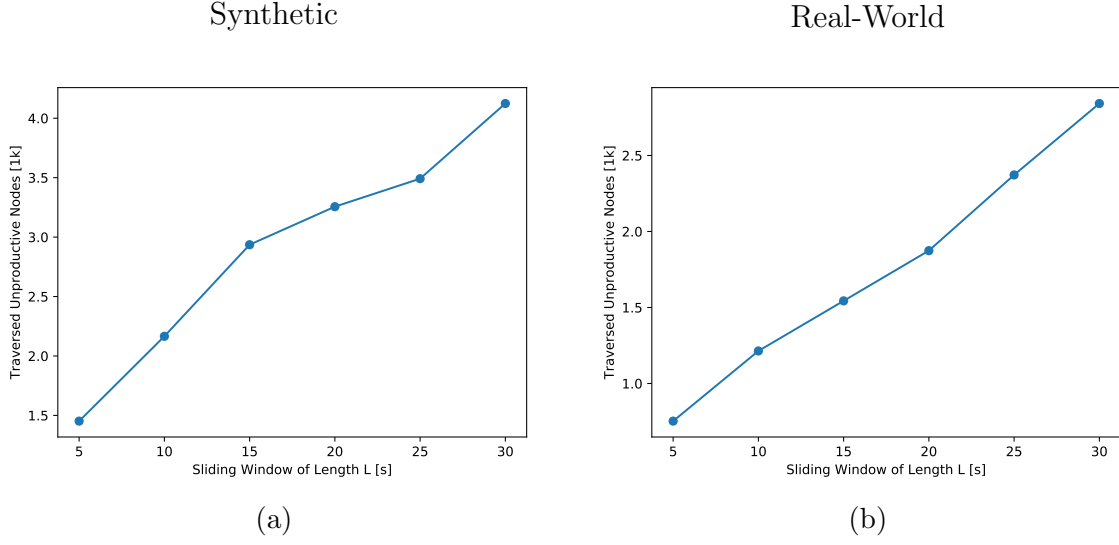 Synthetic
Real-World
4.0
3.5
3.0
2.5
2.0
1.5
Traversed Unproductive Nodes [1k]
5 10 15 20 25 30
Sliding Window of Length L [s]
(a)
2.5
2.0
1.5
1.0
Traversed Unproductive Nodes [1k]
5 10 15 20 25 30
Sliding Window of Length L [s]
(b)